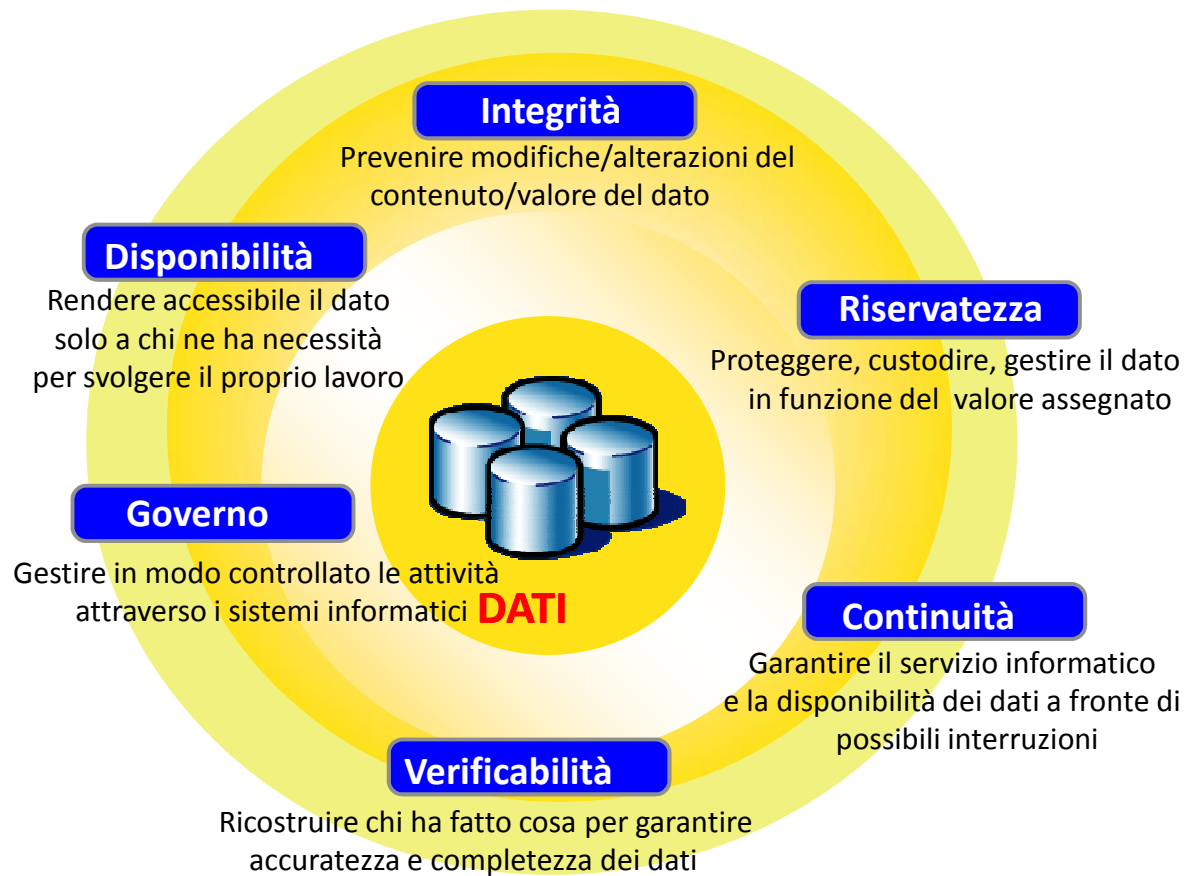 Integrità
Prevenire modifiche/alterazioni del
contenuto/valore del dato
Disponibilità
Rendere accessibile il dato
solo a chi ne ha necessità
per svolgere il proprio lavoro
Riservatezza
Proteggere, custodire, gestire il dato
in funzione del valore assegnato
Governo
Gestire in modo controllato le attività
attraverso i sistemi informatici
DATI
Continuità
Garantire il servizio informatico
e la disponibilità dei dati a fronte di
possibili interruzioni
Verificabilità
Ricostruire chi ha fatto cosa per garantire
accuratezza e completezza dei dati